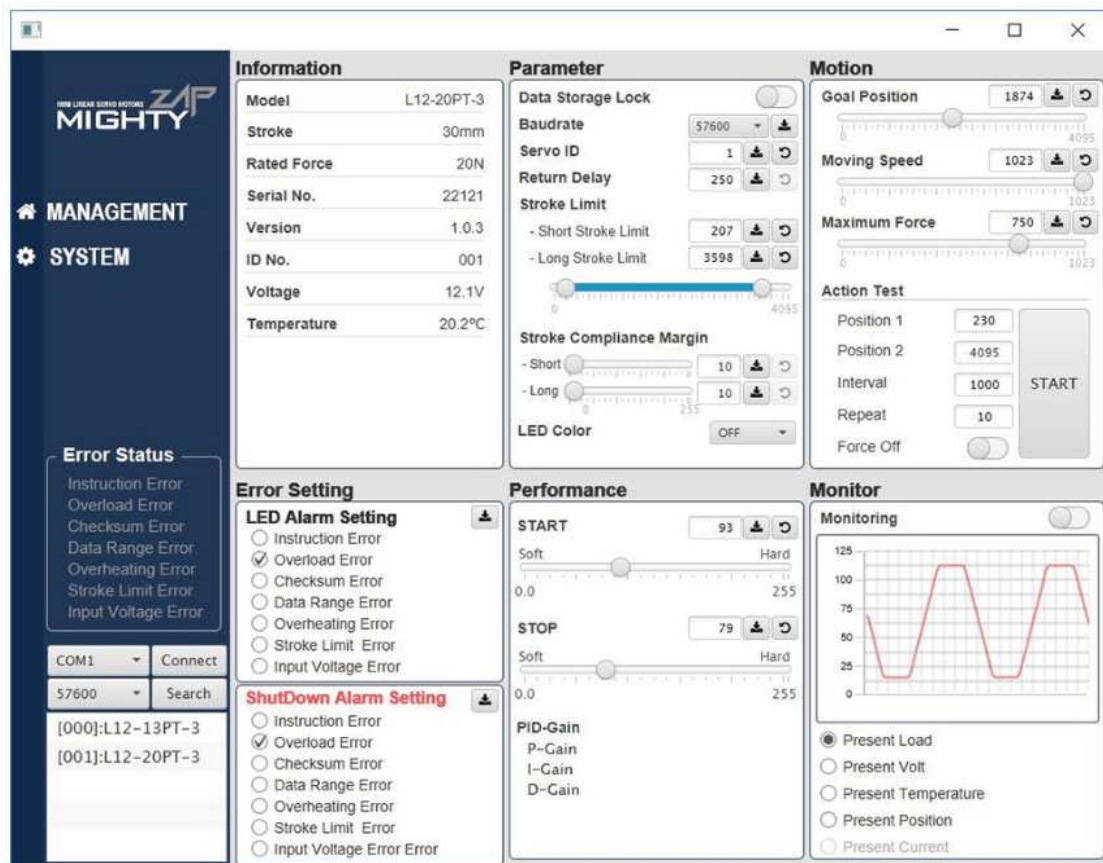 MINI LINEAR SERVO MOTORS ZAP
MIGHTY
MANAGEMENT
SYSTEM
Error Status
Instruction Error
Overload Error
Checksum Error
Data Range Error
Overheating Error
Stroke Limit Error
Input Voltage Error
COM1 Connect
57600 Search
[000]:L12-13PT-3
[001]:L12-20PT-3
Information
Model L12-20PT-3
Stroke 30mm
Rated Force 20N
Serial No. 22121
Version 1.0.3
ID No. 001
Voltage 12.1V
Temperature 20.2ºC
Parameter
Data Storage Lock
Baudrate 57600
Servo ID 1
Return Delay 250
Stroke Limit
- Short Stroke Limit 207
- Long Stroke Limit 3598
0 4095
Stroke Compliance Margin
- Short 10
- Long 10
0 255
LED Color OFF
Motion
Goal Position 1874
0 4095
Moving Speed 1023
0 1023
Maximum Force 750
0 1023
Action Test
Position 1 230
Position 2 4095
Interval 1000
Repeat 10
Force Off
START
Error Setting
LED Alarm Setting
Instruction Error
Overload Error
Checksum Error
Data Range Error
Overheating Error
Stroke Limit Error
Input Voltage Error
ShutDown Alarm Setting
Instruction Error
Overload Error
Checksum Error
Data Range Error
Overheating Error
Stroke Limit Error
Input Voltage Error Error
Performance
START 93
Soft Hard
0.0 255
STOP 79
Soft Hard
0.0 255
PID-Gain
P-Gain
I-Gain
D-Gain
Monitor
Monitoring
125
100
75
50
25
0
Present Load
Present Volt
Present Temperature
Present Position
Present Current